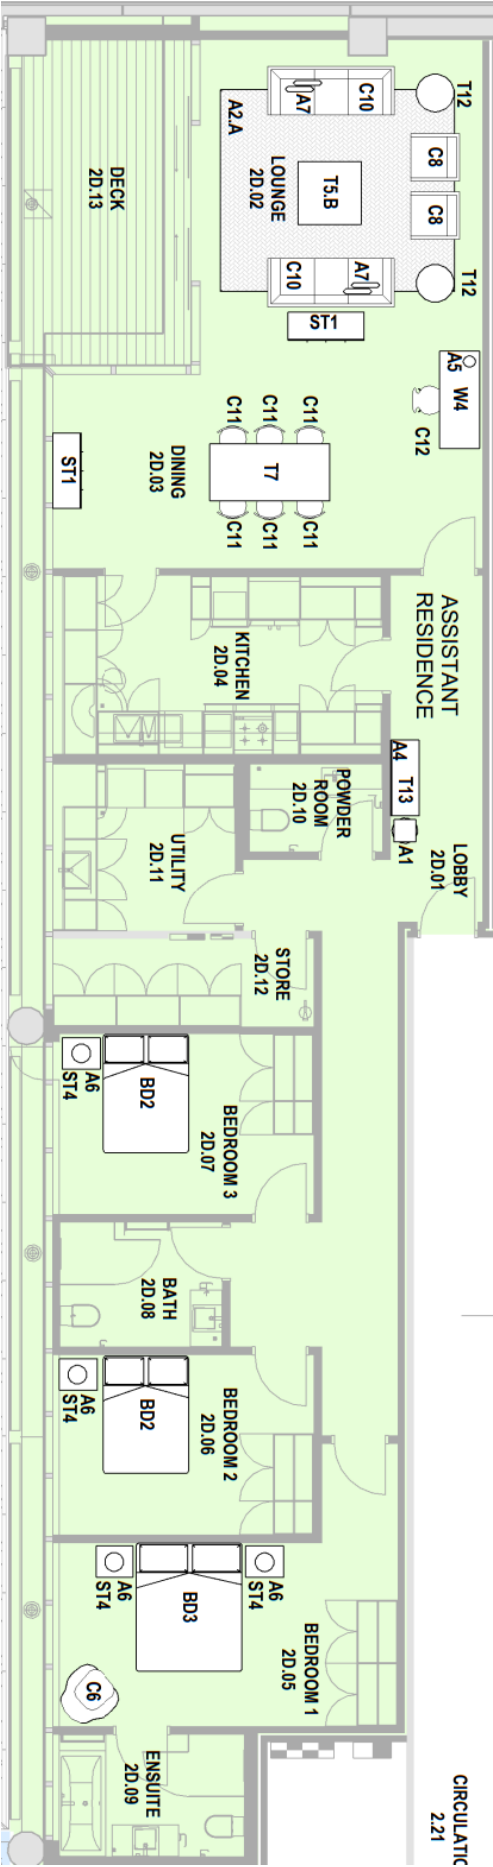 T12
C10
A7
A2.A
C8
T5.B
LOUNGE
2D.02
DECK
2D.13
C8
A7
C10
T12
ST1
A5
W4
C12
C11
C11
C11
T7
DINING
2D.03
ST1
C11
C11
C11
ASSISTANT
RESIDENCE
KITCHEN
2D.04
A4
T13
A1
POWDER
ROOM
2D.10
LOBBY
2D.01
UTILITY
2D.11
STORE
2D.12
A6
ST4
BD2
BEDROOM 3
2D.07
BATH
2D.08
A6
ST4
BD2
BEDROOM 2
2D.06
A6
ST4
A6
ST4
BD3
BEDROOM 1
2D.05
C6
ENSUITE
2D.09
CIRCULATIO
2.21